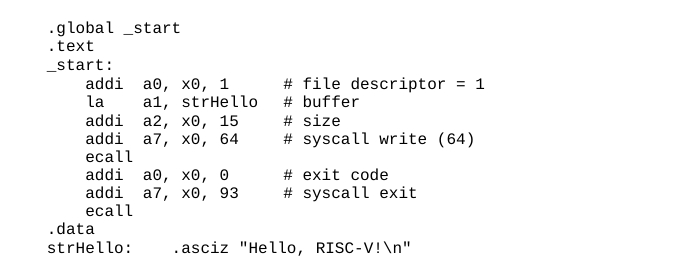 .global _start
.text
_start:
    addi  a0, x0, 1      # file descriptor = 1
    la    a1, strHello   # buffer
    addi  a2, x0, 15     # size
    addi  a7, x0, 64     # syscall write (64)
    ecall
    addi  a0, x0, 0      # exit code
    addi  a7, x0, 93     # syscall exit
    ecall
.data
strHello:    .asciz "Hello, RISC-V!\n"